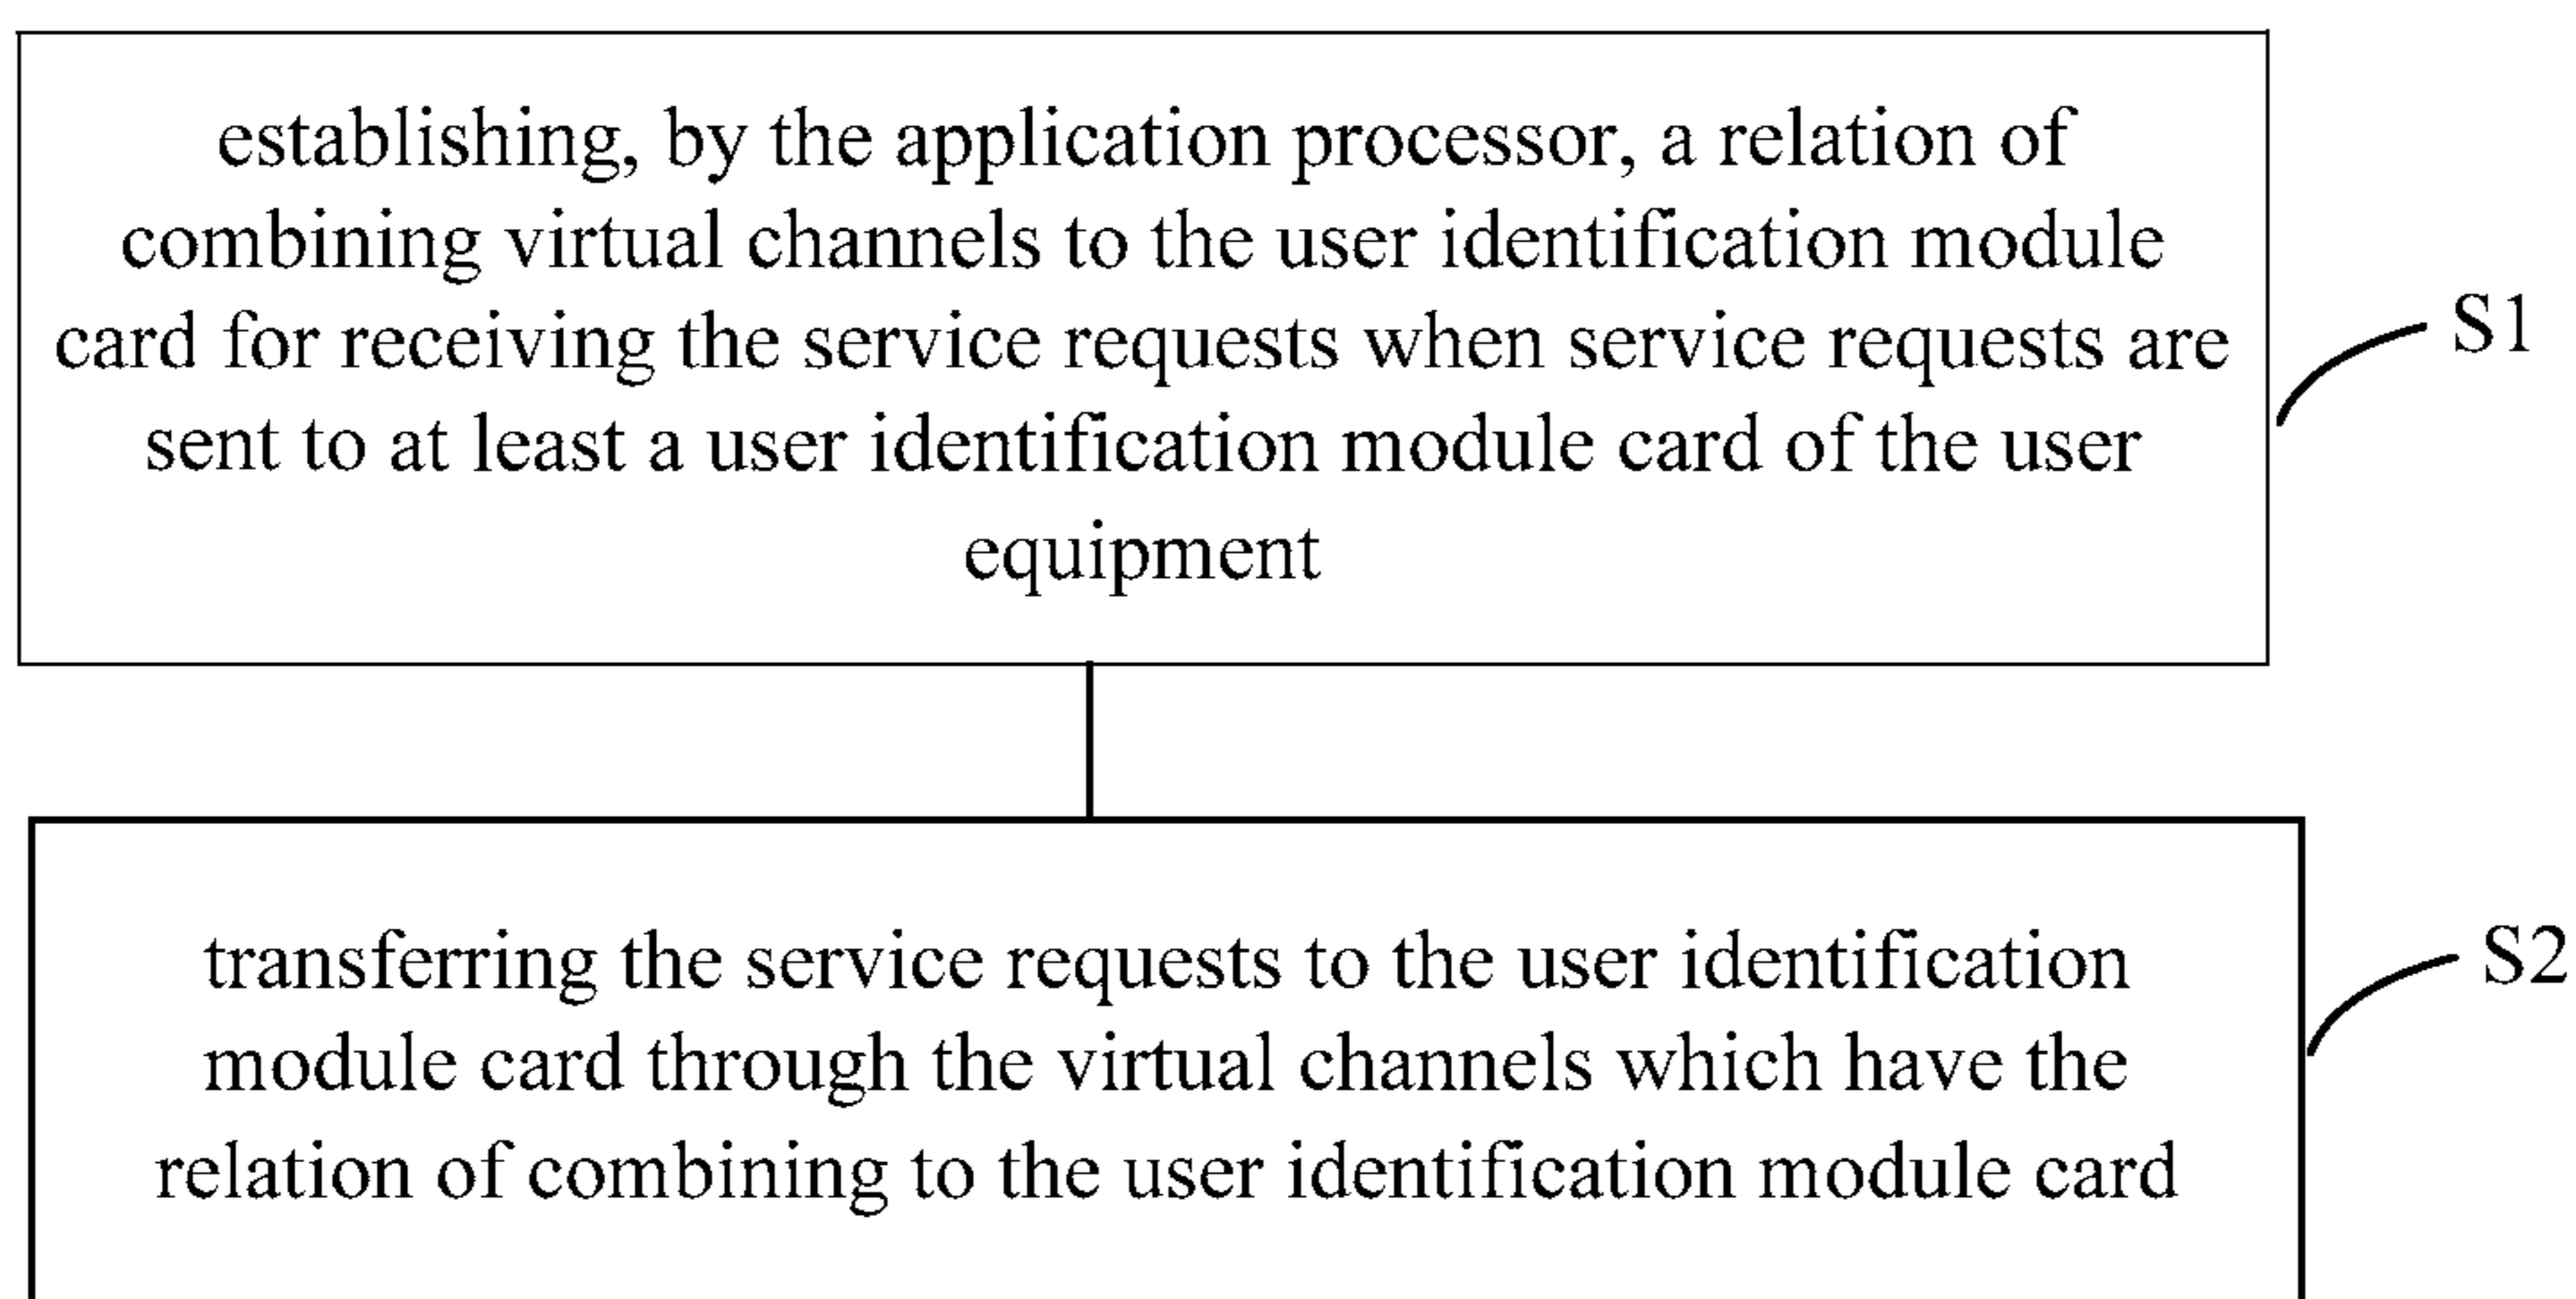 establishing, by the application processor, a relation of
combining virtual channels to the user identification module
card for receiving the service requests when service requests are
sent to at least a user identification module card of the user
equipment
S1
transferring the service requests to the user identification
module card through the virtual channels which have the
relation of combining to the user identification module card
S2